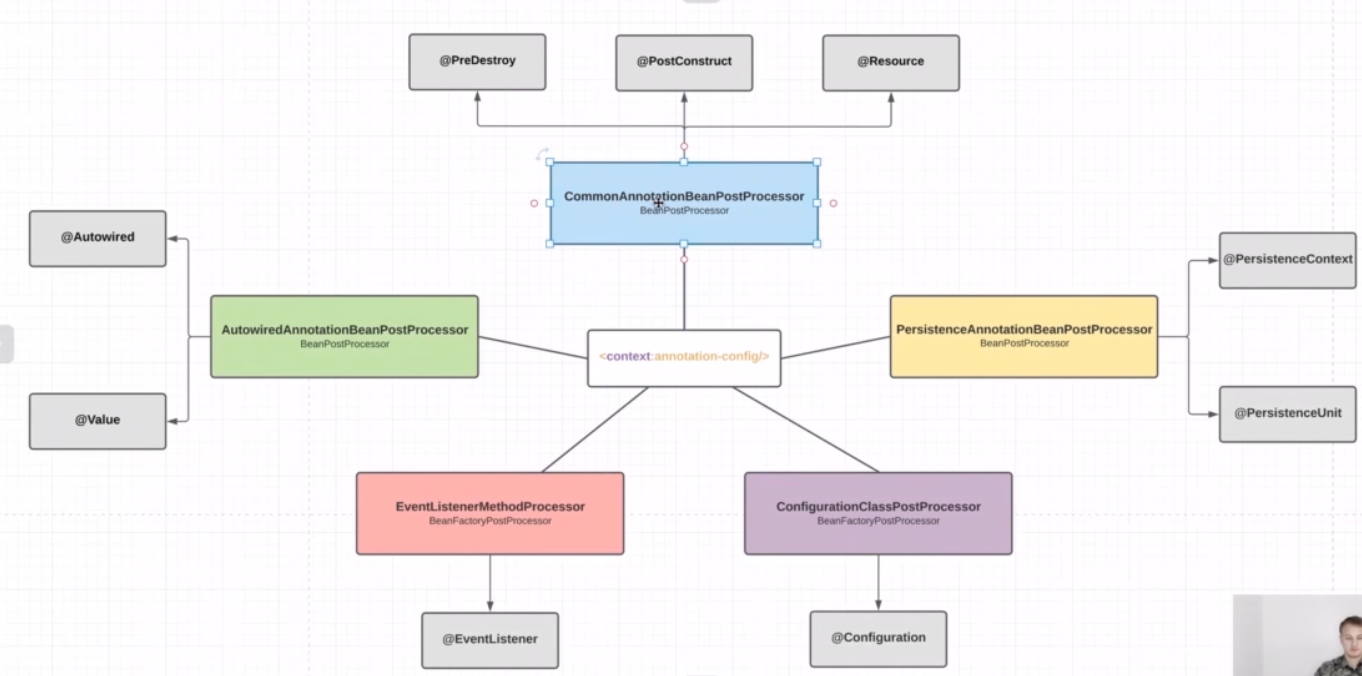 @PreDestroy
@PostConstruct
@Resource
CommonAnnotationBeanPostProcessor
BeanPostProcessor
@Autowired
@PersistenceContext
AutowiredAnnotationBeanPostProcessor
BeanPostProcessor
PersistenceAnnotationBeanPostProcessor
BeanPostProcessor
<context:annotation-config/>
@Value
@PersistenceUnit
EventListenerMethodProcessor
BeanFactoryPostProcessor
ConfigurationClassPostProcessor
BeanFactoryPostProcessor
@EventListener
@Configuration